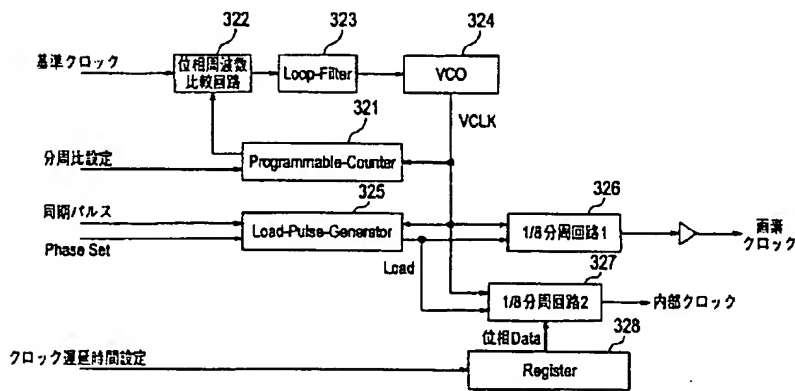 322
323
324
基準クロック
位相周波数
比較回路
Loop-Filter
VCO
VCLK
321
分周比設定
Programmable-Counter
325
326
同期パルス
Phase Set
Load-Pulse-Generator
Load
1/8分周回路1
画素
クロック
327
1/8分周回路2
内部クロック
位相Data
328
クロック遅延時間設定
Register